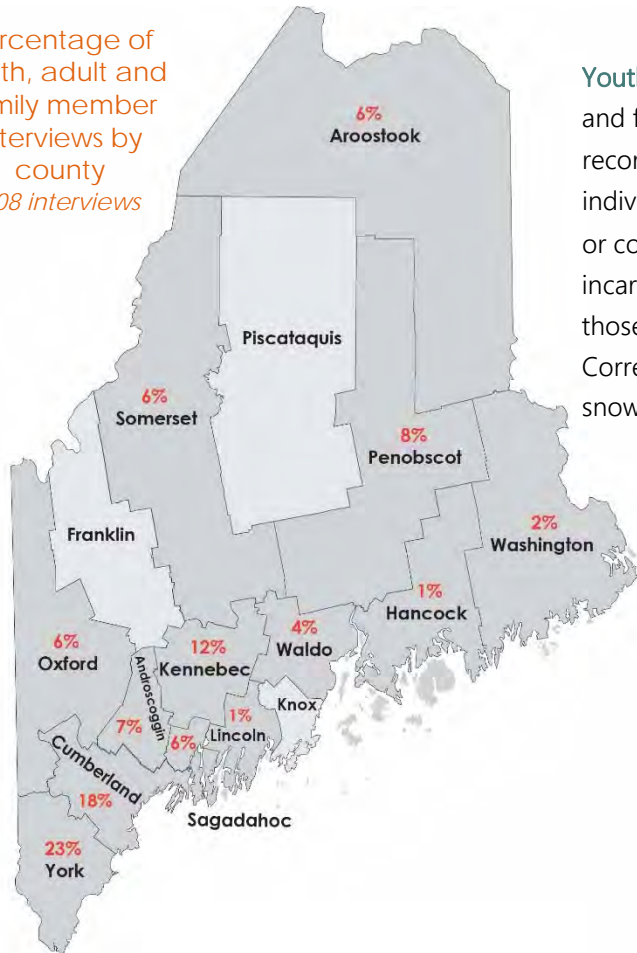 rcentage of
th, adult and
mily member
terviews by
county
08 interviews
Yout
and f
recor
indiv
or co
incar
those
Corre
snow
6%
Aroostook
Piscataquis
6%
Somerset
8%
Penobscot
Franklin
2%
Washington
1%
Hancock
6%
Oxford
12%
Kennebec
4%
Waldo
Androscoggin
7%
6%
1%
Lincoln
Knox
Cumberland
18%
Sagadahoc
23%
York